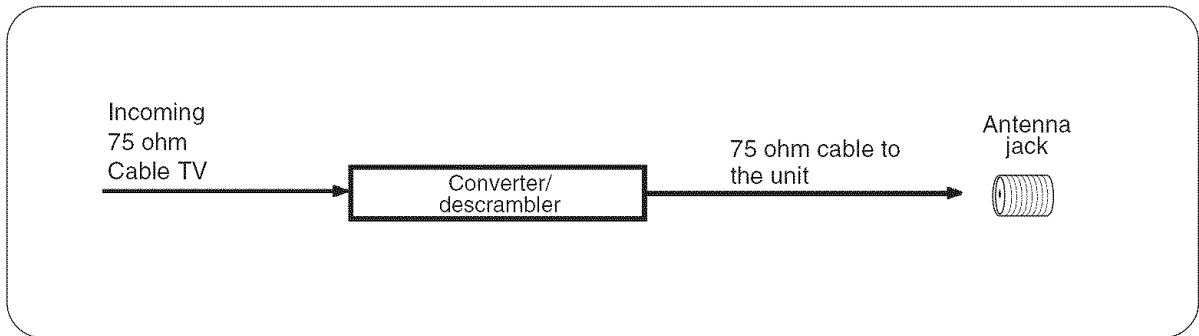 Incoming
75 ohm
Cable TV
Converter/
descrambler
75 ohm cable to
the unit
Antenna
jack